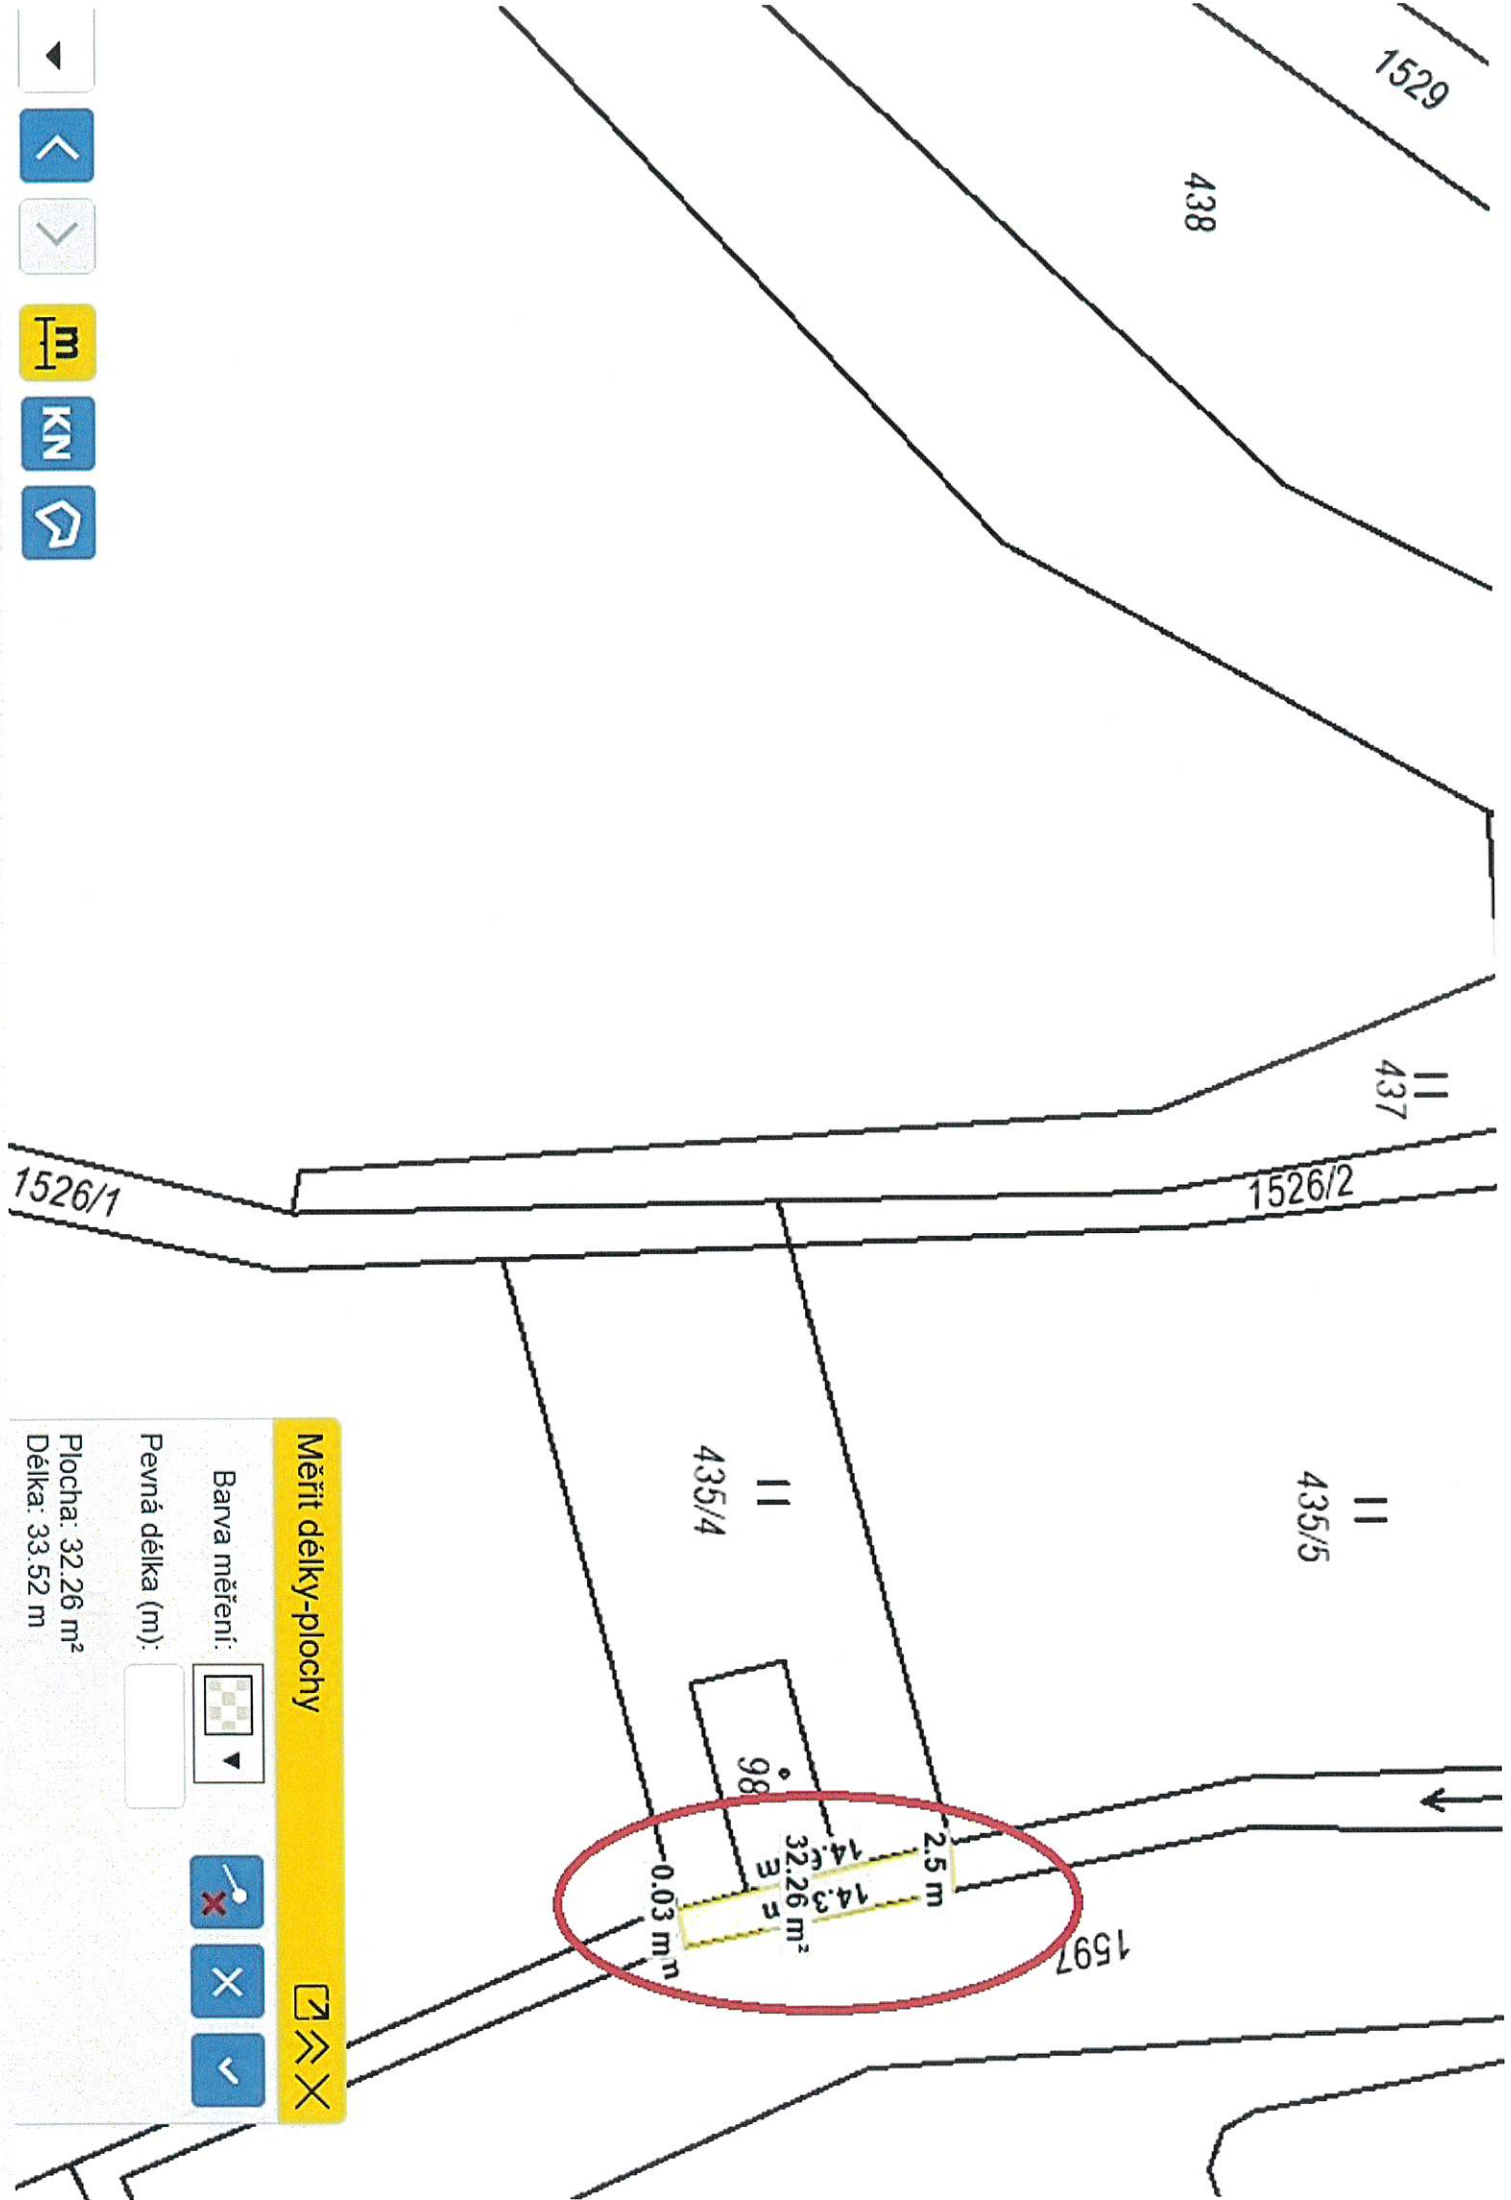 1529
438
437
1526/2
1526/1
435/5
435/4
98
1597
2.5 m
14.3
32.26 m²
0.03 m
m
KN
Měřit délky-plochy
Barva měření:
Pevná délka (m):
Plocha: 32.26 m²
Délka: 33.52 m